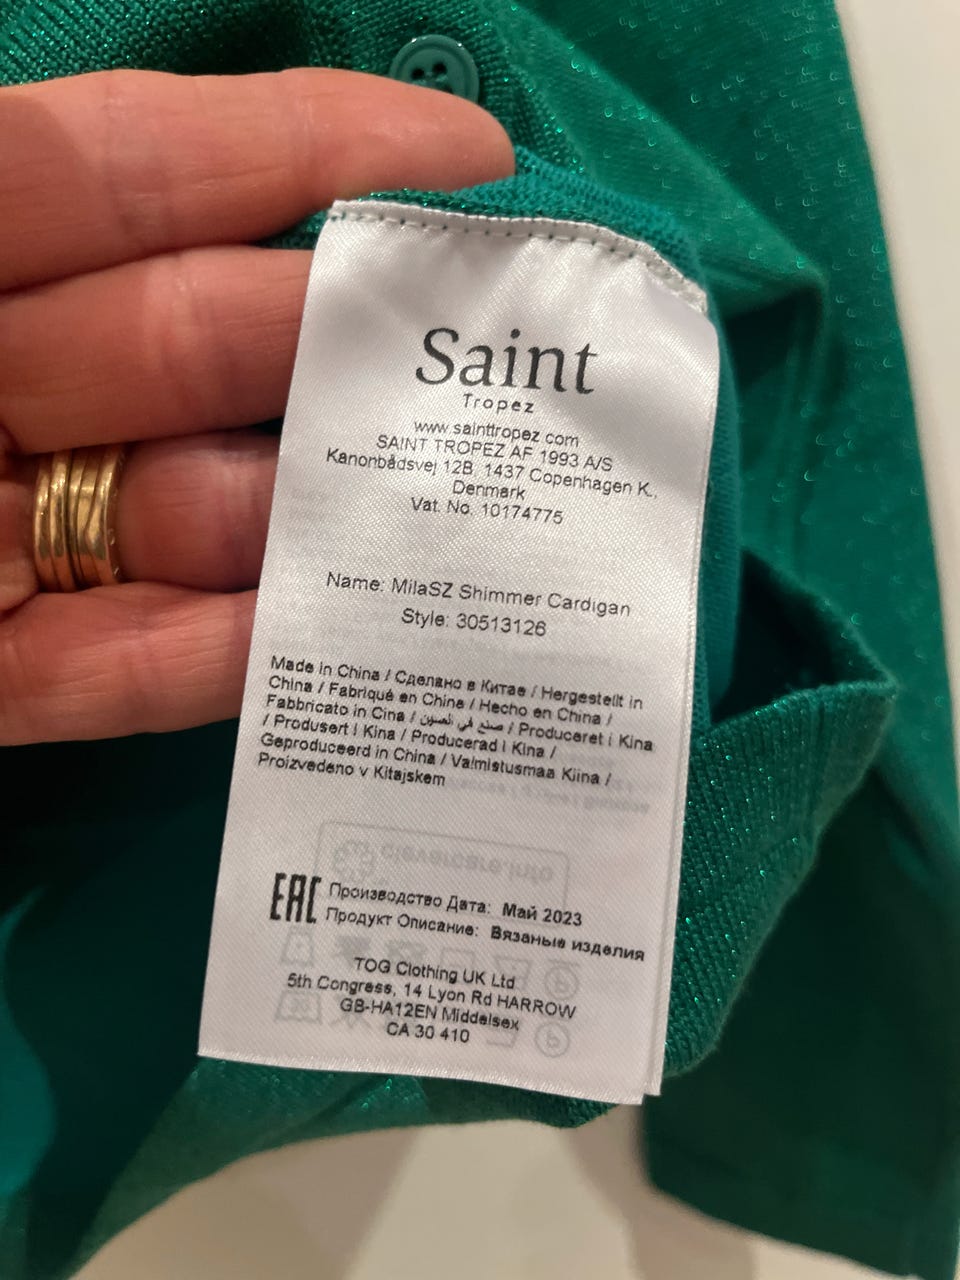 Saint
Tropez
www.sainttropez.com
SAINT TROPEZ AF 1993 A/S
Kanonbådsvej 12B, 1437 Copenhagen K.,
Denmark
Vat. No. 10174775
Name: MilaSZ Shimmer Cardigan
Style: 30513126
Made in China / Сделано в Китае / Hergestellt in
China / Fabriqué en China / Hecho en China /
Fabbricato in Cina / صنع في الصين / Produceret i Kina
/ Produsert i Kina / Producerad i Kina /
Geproduceerd in China / Valmistusmaa Kiina /
Proizvedeno v Kitajskem
clevercare.info
EAC Производство Дата: Май 2023
Продукт Описание: Вязаные изделия
TOG Clothing UK Ltd
5th Congress, 14 Lyon Rd HARROW
GB-HA12EN Middelsex
CA 30 410